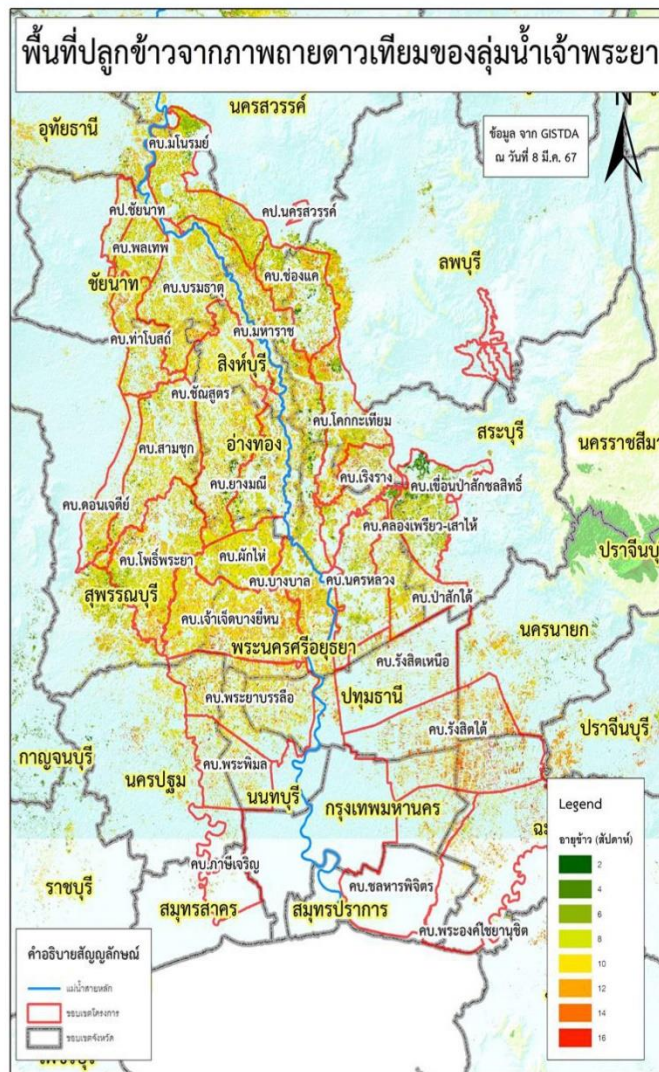 พื้นที่ปลูกข้าวจากภาพถ่ายดาวเทียมของลุ่มน้ำเจ้าพระยา
นครสวรรค์
N
อุทัยธานี
ข้อมูล จาก GISTDA
ณ วันที่ 8 มี.ค. 67
คบ.มโนรมย์
คป.ชัยนาท
คป.นครสวรรค์
คบ.พลเทพ
คบ.ช่องแค
ลพบุรี
ชัยนาท
คบ.บรมธาตุ
คบ.มหาราช
คบ.ท่าโบสถ์
สิงห์บุรี
คบ.ชัณสูตร
คบ.โคกกะเทียม
สระบุรี
คบ.สามชุก
อ่างทอง
นครราชสีมา
คบ.เริงราง
คบ.ยางมณี
คบ.เขื่อนป่าสักชลสิทธิ์
คบ.ดอนเจดีย์
คบ.คลองเพรียว-เสาไห้
คบ.โพธิ์พระยา
คบ.ผักไห่
ปราจีนบุ
คบ.บางบาล
คบ.นครหลวง
สุพรรณบุรี
คบ.ป่าสักใต้
คบ.เจ้าเจ็ดบางยี่หน
นครนายก
พระนครศรีอยุธยา
คบ.รังสิตเหนือ
คบ.พระยาบรรลือ
ปทุมธานี
คบ.รังสิตใต้
ปราจีนบุรี
กาญจนบุรี
คบ.พระพิมล
นครปฐม
นนทบุรี
กรุงเทพมหานคร
Legend
ฉะ
อายุข้าว (สัปดาห์)
2
4
6
8
10
12
14
16
คบ.ภาษีเจริญ
ราชบุรี
คบ.ชลหารพิจิตร
สมุทรสาคร
สมุทรปราการ
คบ.พระองค์ไชยานุชิต
คำอธิบายสัญญลักษณ์
แม่น้ำสายหลัก
ขอบเขตโครงการ
ขอบเขตจังหวัด